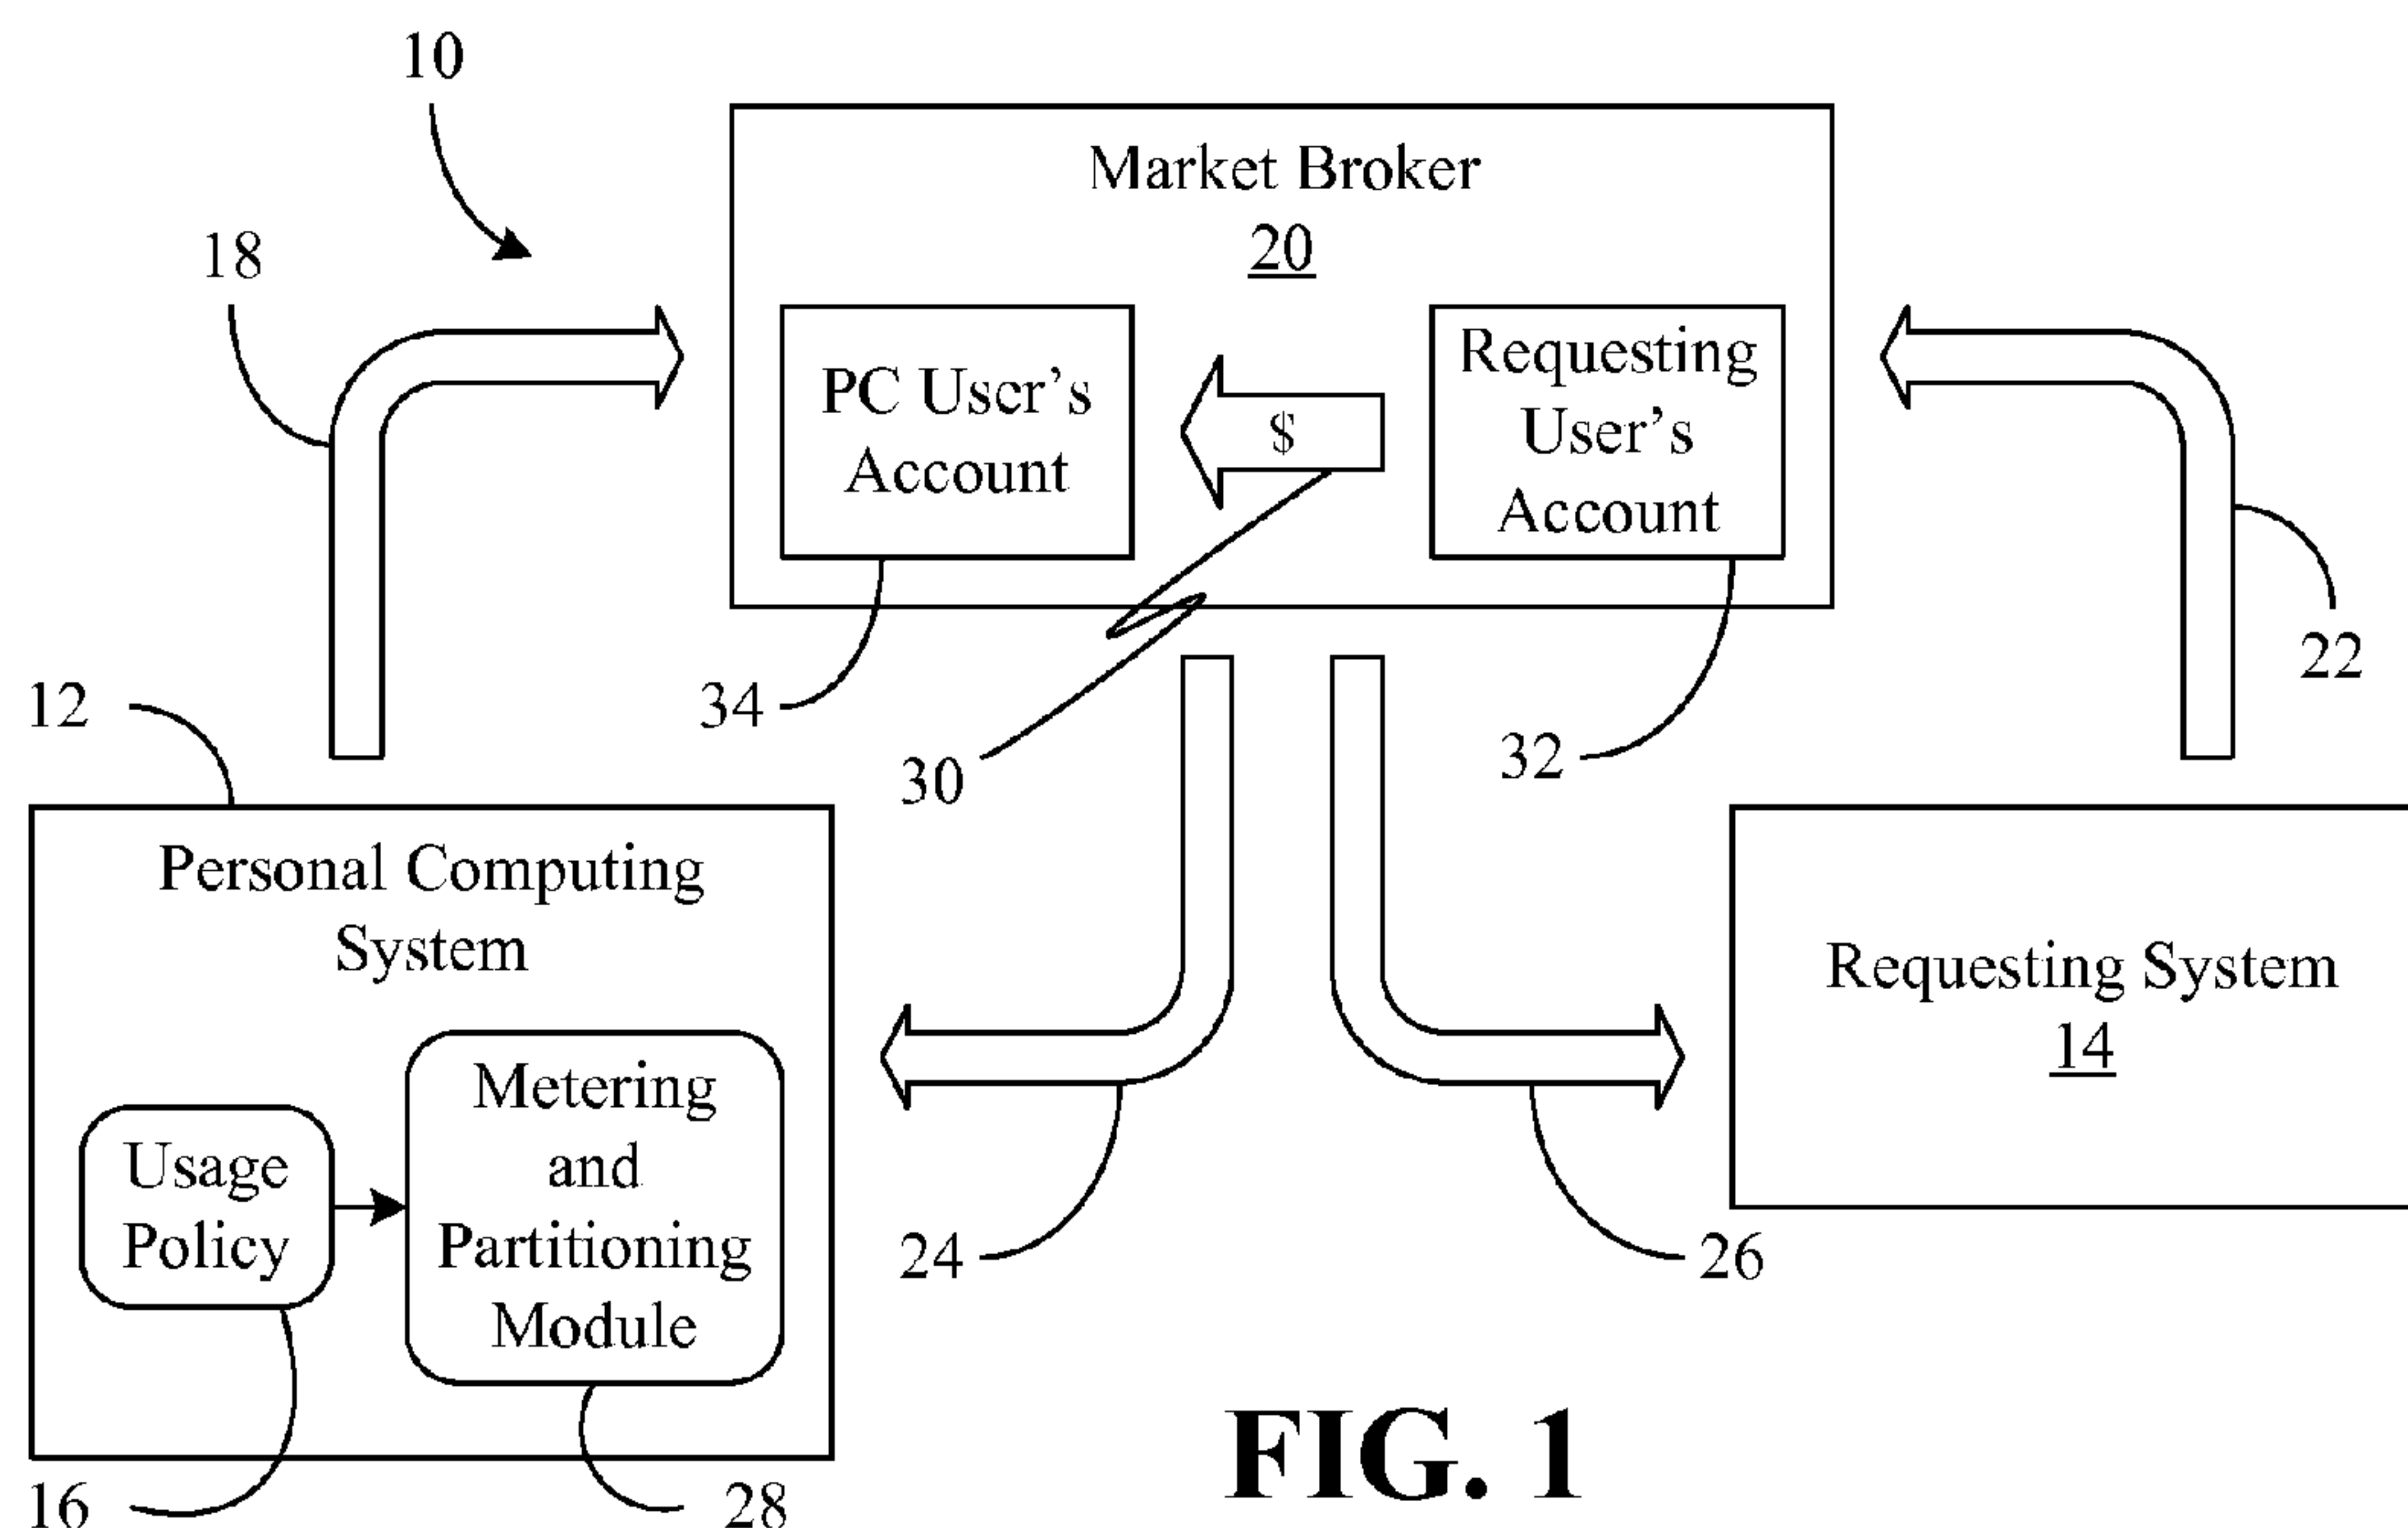 10
Market Broker
20
18
PC User's
Account
$
Requesting
User's
Account
22
12
34
30
32
Personal Computing
System
Requesting System
14
Usage
Policy
Metering
and
Partitioning
Module
24
26
16
28
FIG. 1